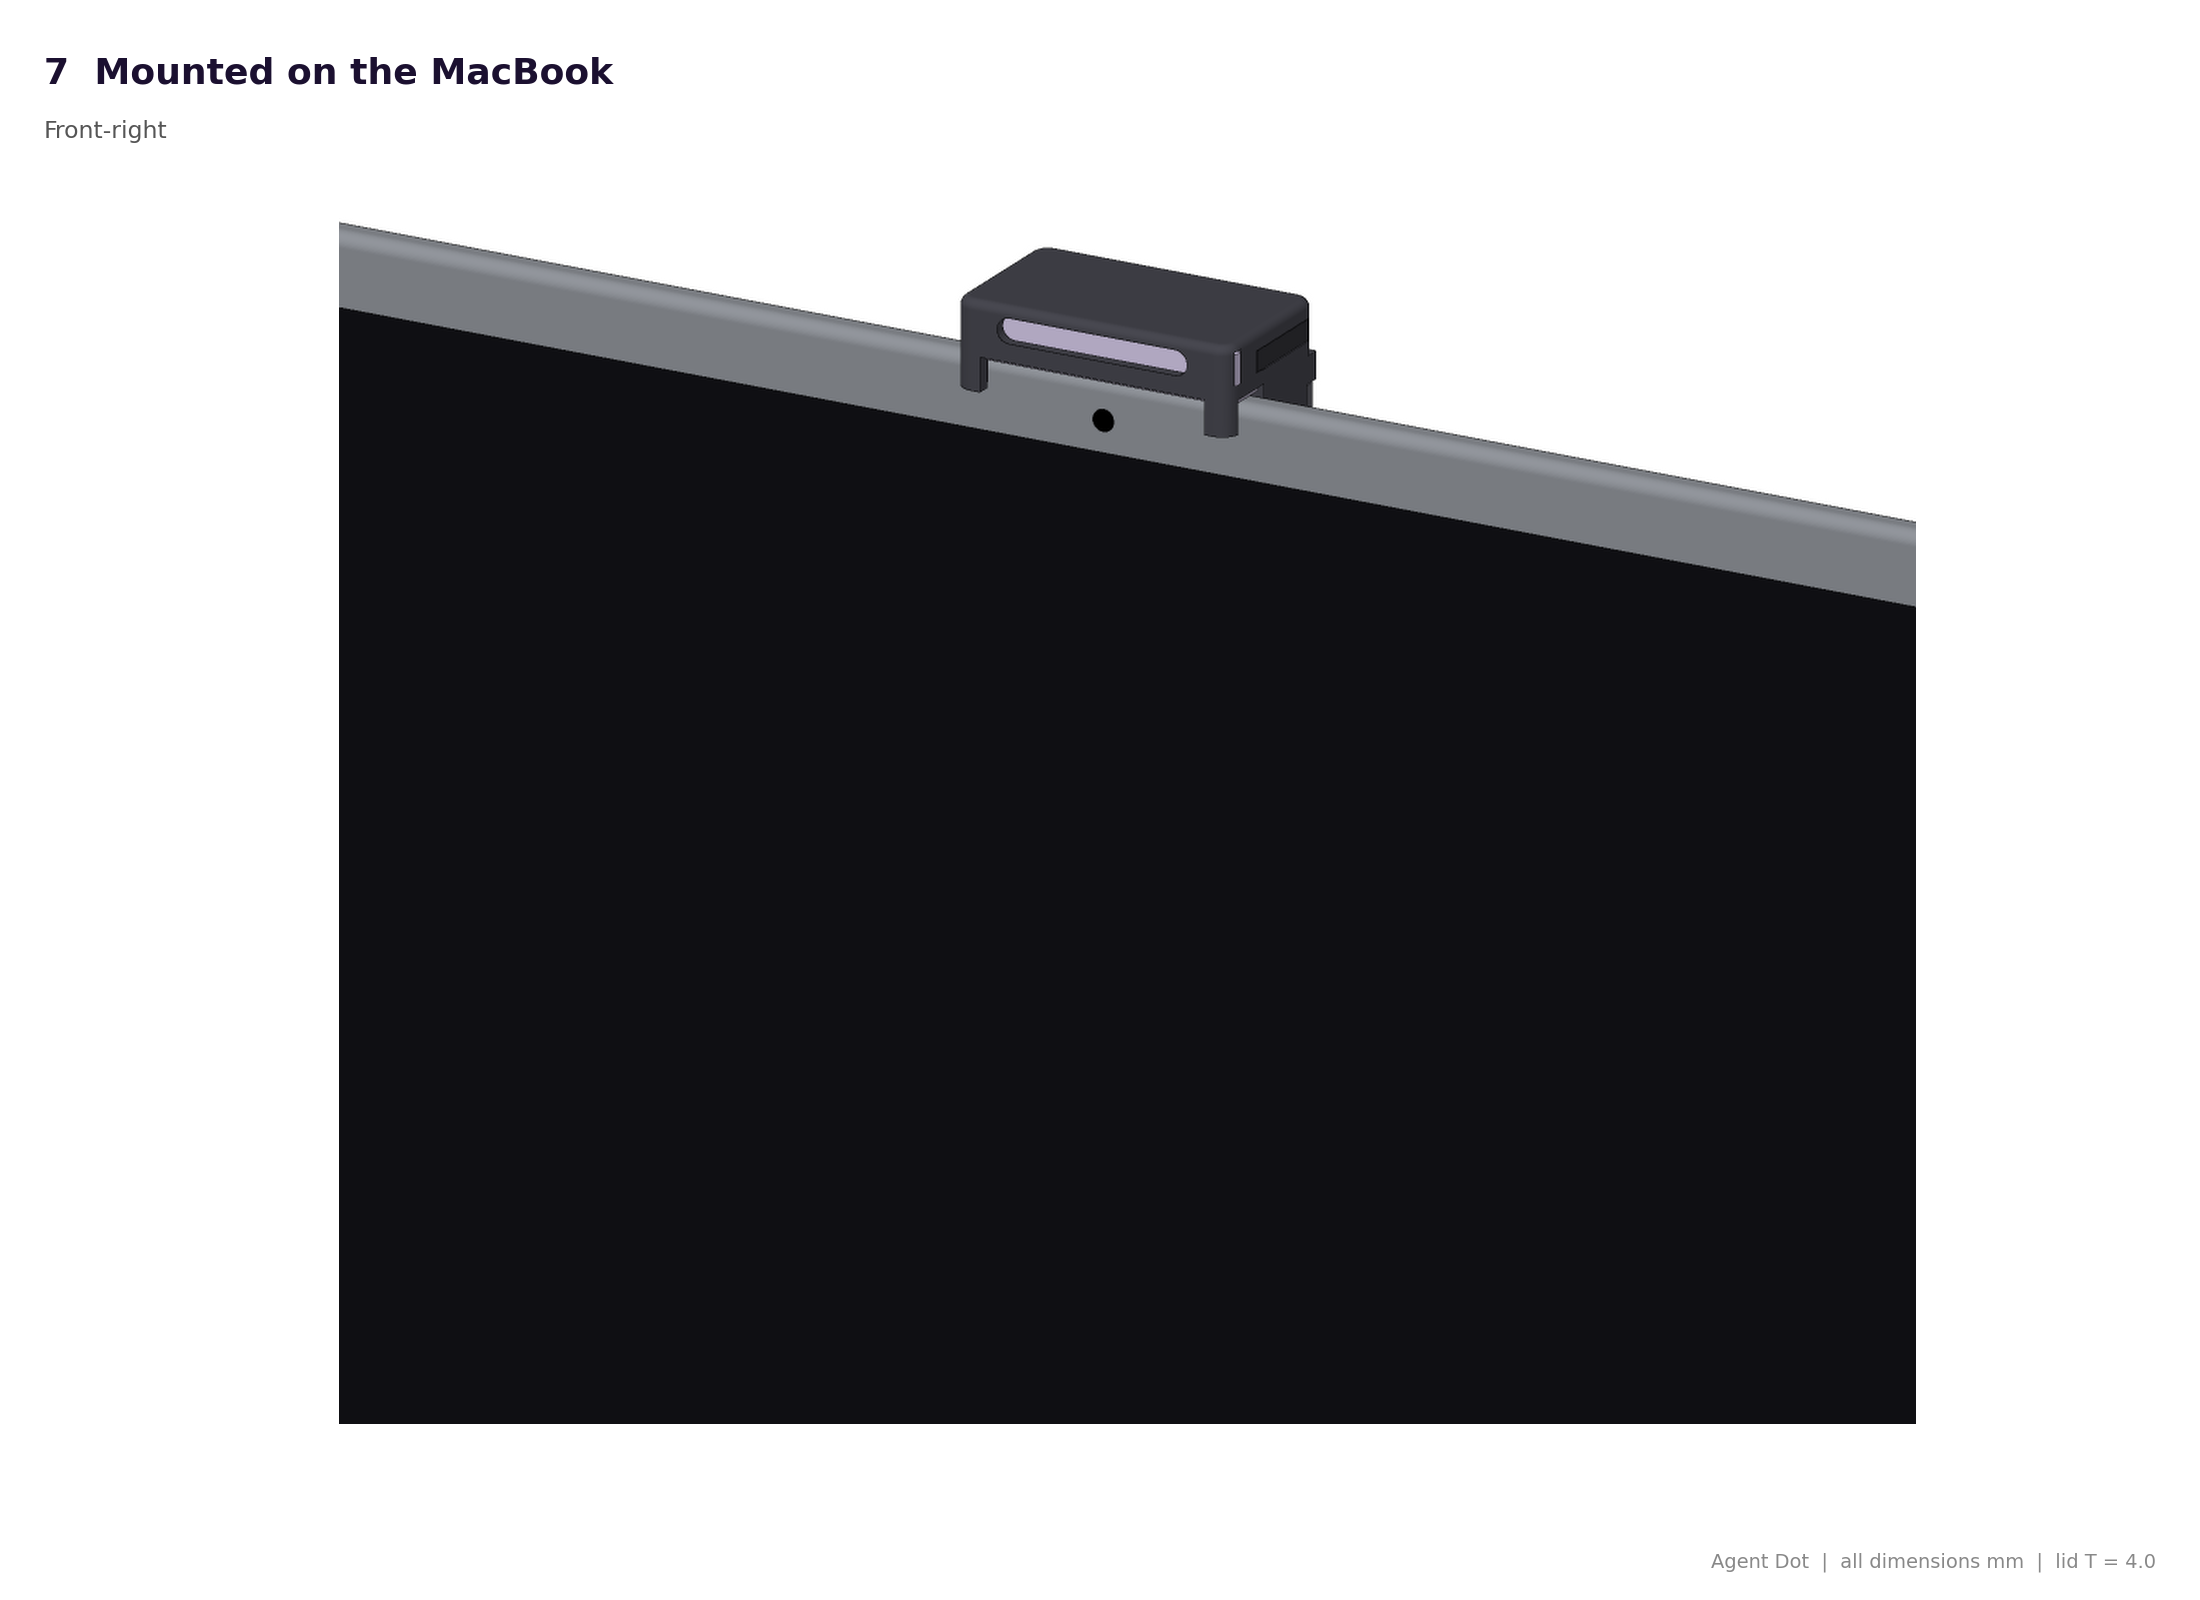 7 Mounted on the MacBook
Front-right
Agent Dot | all dimensions mm | lid T = 4.0